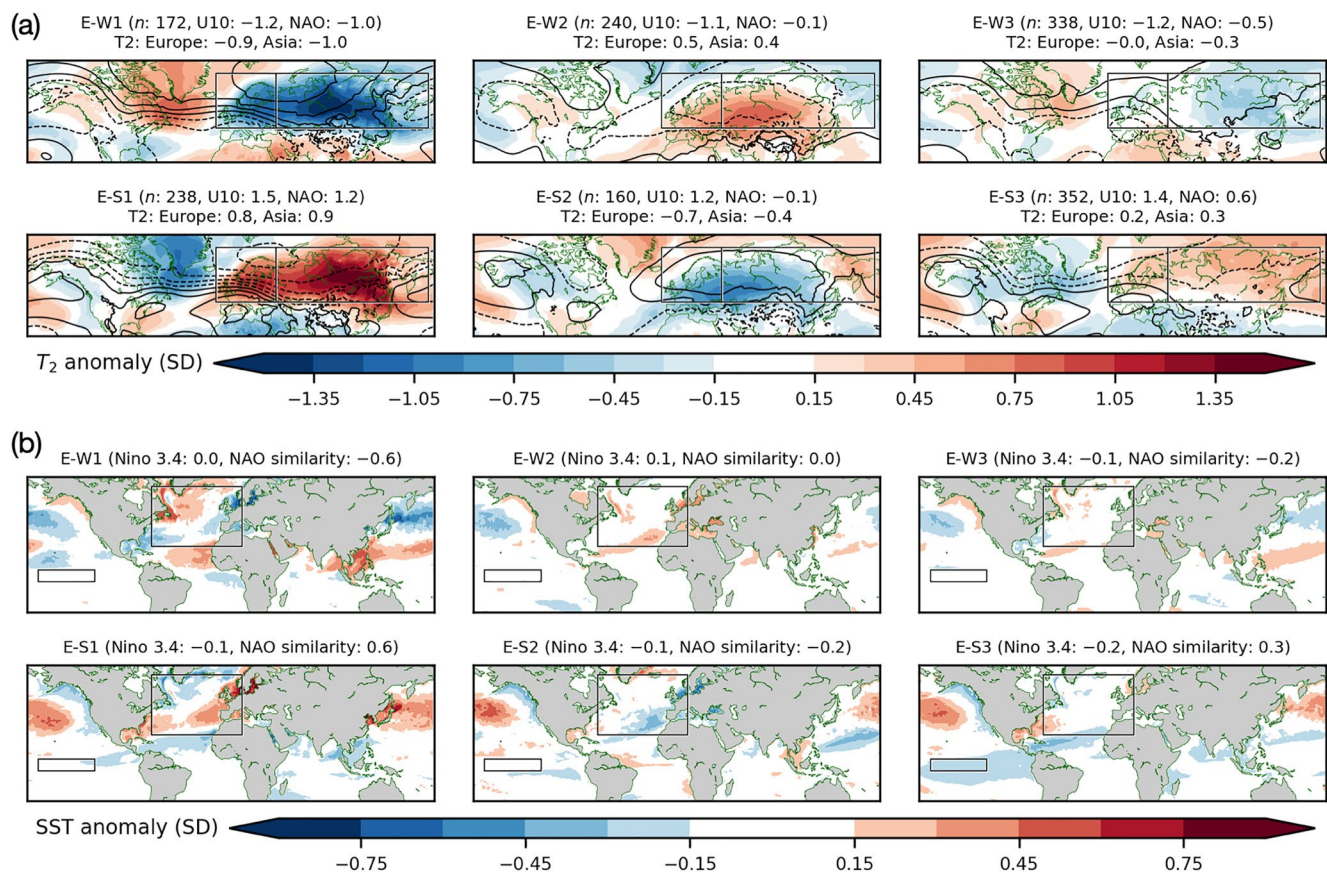 (a)
E-W1 (n: 172, U10: −1.2, NAO: −1.0)
T2: Europe: −0.9, Asia: −1.0
E-W2 (n: 240, U10: −1.1, NAO: −0.1)
T2: Europe: 0.5, Asia: 0.4
E-W3 (n: 338, U10: −1.2, NAO: −0.5)
T2: Europe: −0.0, Asia: −0.3
E-S1 (n: 238, U10: 1.5, NAO: 1.2)
T2: Europe: 0.8, Asia: 0.9
E-S2 (n: 160, U10: 1.2, NAO: −0.1)
T2: Europe: −0.7, Asia: −0.4
E-S3 (n: 352, U10: 1.4, NAO: 0.6)
T2: Europe: 0.2, Asia: 0.3
T₂ anomaly (SD)
−1.35 −1.05 −0.75 −0.45 −0.15 0.15 0.45 0.75 1.05 1.35
(b)
E-W1 (Nino 3.4: 0.0, NAO similarity: −0.6)
E-W2 (Nino 3.4: 0.1, NAO similarity: 0.0)
E-W3 (Nino 3.4: −0.1, NAO similarity: −0.2)
E-S1 (Nino 3.4: −0.1, NAO similarity: 0.6)
E-S2 (Nino 3.4: −0.1, NAO similarity: −0.2)
E-S3 (Nino 3.4: −0.2, NAO similarity: 0.3)
SST anomaly (SD)
−0.75 −0.45 −0.15 0.15 0.45 0.75